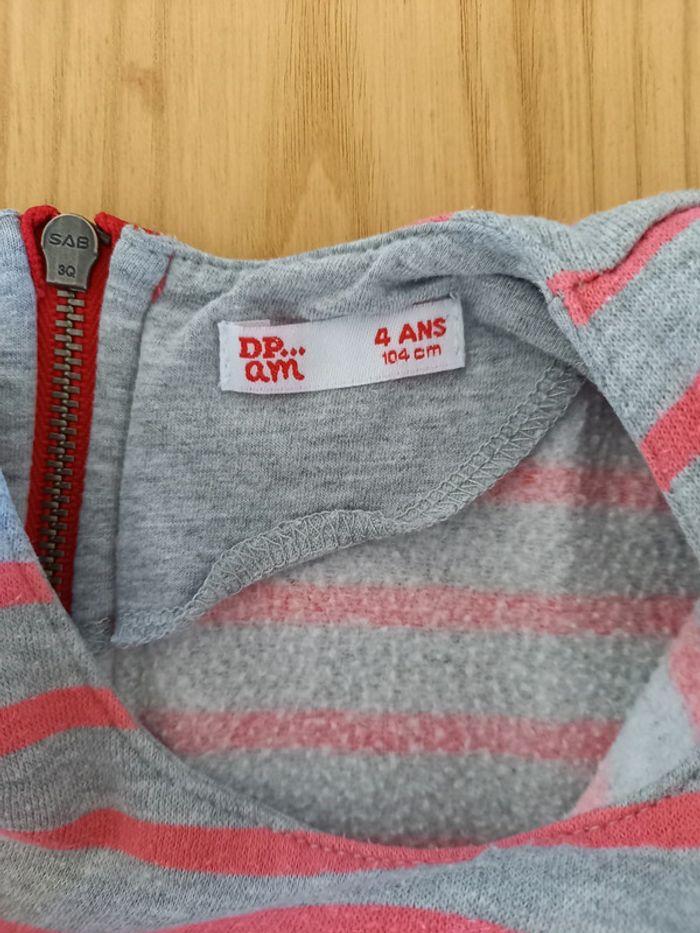 SAB
3Q
DP...
am
4 ANS
104 cm